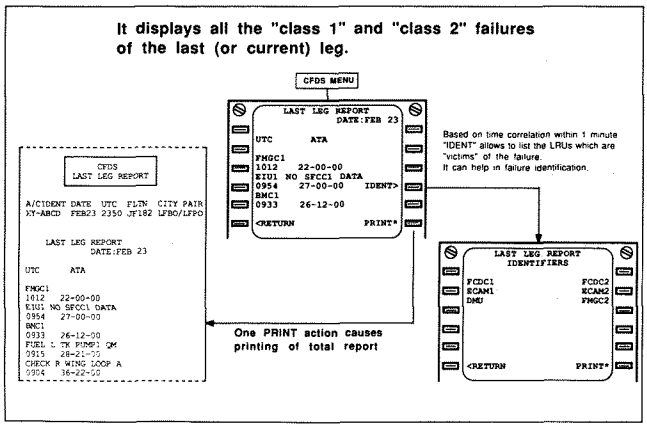 It displays all the "class 1" and "class 2" failures
of the last (or current) leg.
CFDS MENU
LAST LEG REPORT
DATE:FEB 23
UTC ATA
FMGC1
1012 22-00-00
EIU1 NO SFCC1 DATA
0954 27-00-00 IDENT>
BMC1
0933 26-12-00
<RETURN PRINT*
Based on time correlation within 1 minute
"IDENT" allows to list the LRUs which are
"victims" of the failure.
It can help in failure identification.
CFDS
LAST LEG REPORT
A/CIDENT DATE UTC FLTN CITY PAIR
XY-ABCD FEB23 2350 JF182 LFBO/LFPO
LAST LEG REPORT
DATE:FEB 23
UTC ATA
FMGC1
1012 22-00-00
EIU1 NO SFCC1 DATA
0954 27-00-00
BMC1
0933 26-12-00
FUEL L TK PUMP1 QM
0915 28-21-00
CHECK R WING LOOP A
0904 36-22-00
One PRINT action causes
printing of total report
LAST LEG REPORT
IDENTIFIERS
FCDC1 FCDC2
ECAM1 ECAM2
DMU FMGC2
<RETURN PRINT*